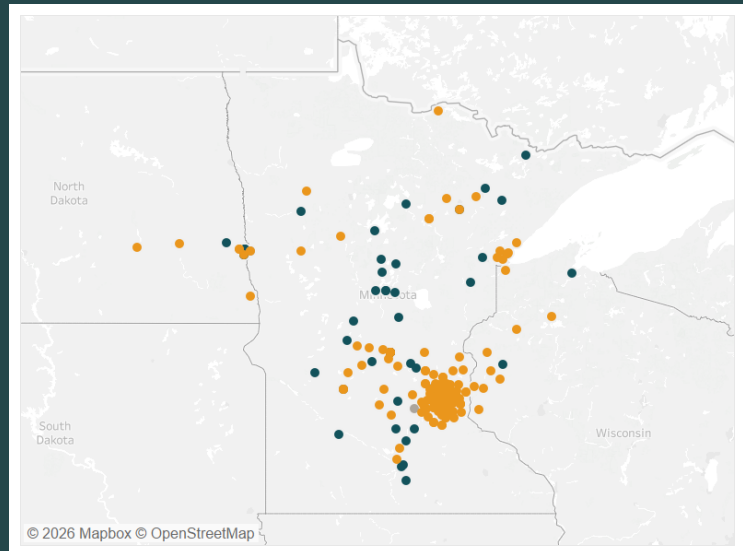 North
Dakota
Minnesota
South
Dakota
Wisconsin
© 2026 Mapbox © OpenStreetMap